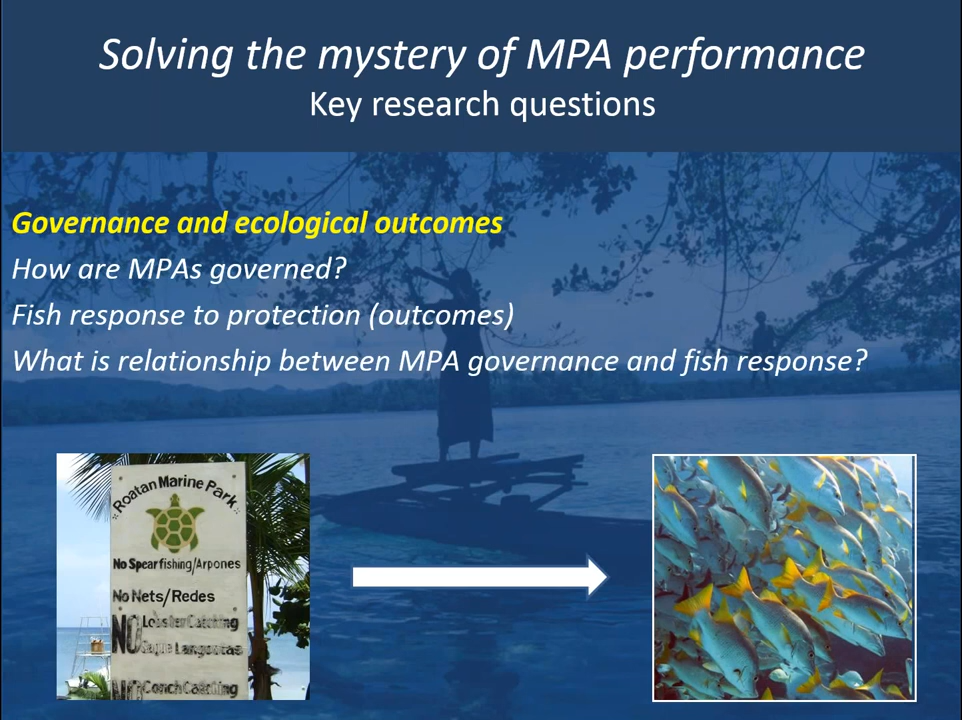 Solving the mystery of MPA performance
Key research questions
Governance and ecological outcomes
How are MPAs governed?
Fish response to protection (outcomes)
What is relationship between MPA governance and fish response?
Roatan Marine Park
No Spearfishing/Arpones
No Nets/Redes
NO Lobster Catching
Langostas
Conch Catching